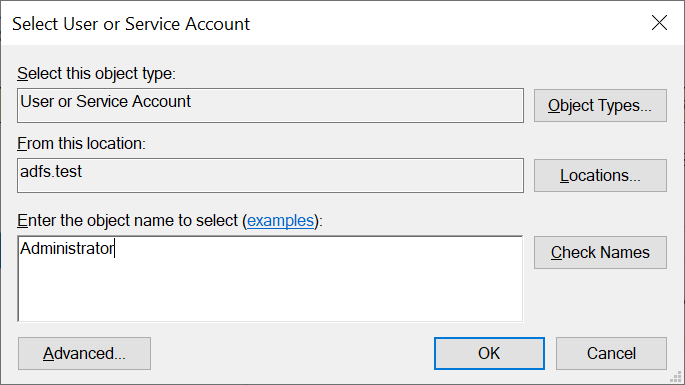 Select User or Service Account
Select this object type:
User or Service Account
Object Types...
From this location:
adfs.test
Locations...
Enter the object name to select (examples):
Administrator
Check Names
Advanced...
OK
Cancel